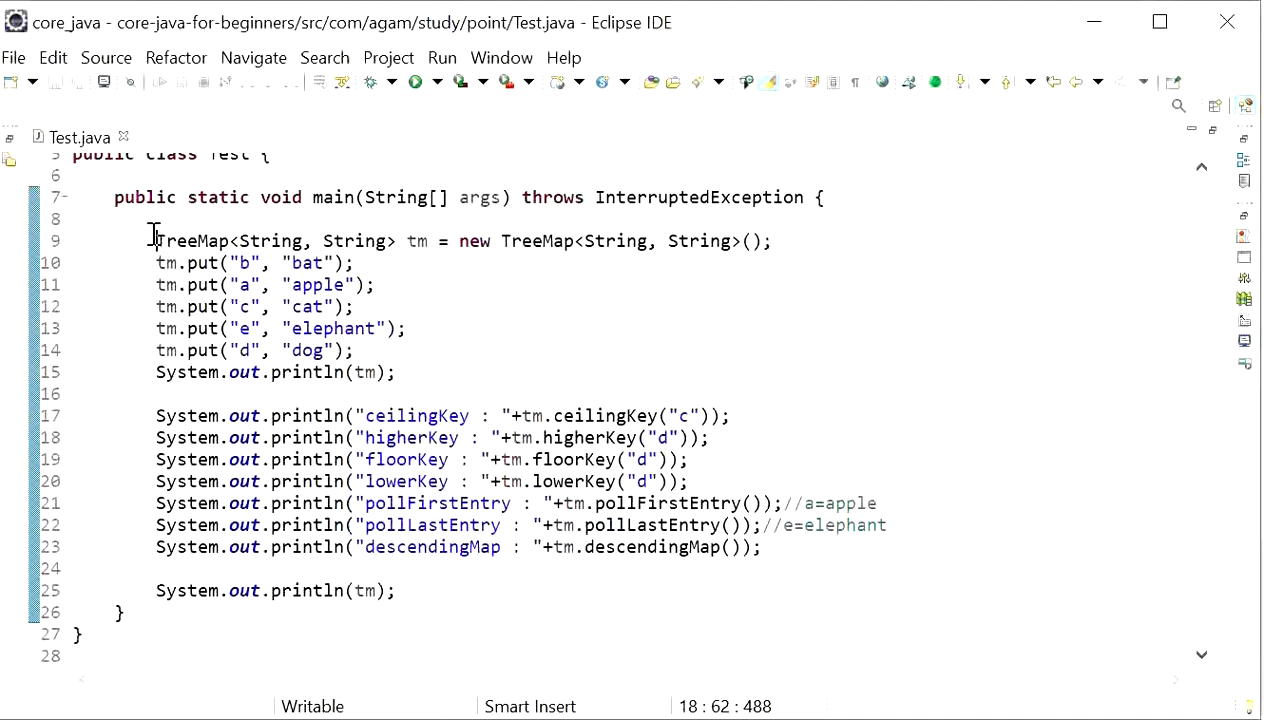 core_java - core-java-for-beginners/src/com/agam/study/point/Test.java - Eclipse IDE
File Edit Source Refactor Navigate Search Project Run Window Help
Test.java
5 public class Test {
6
7 public static void main(String[] args) throws InterruptedException {
8
9 TreeMap<String, String> tm = new TreeMap<String, String>();
10 tm.put("b", "bat");
11 tm.put("a", "apple");
12 tm.put("c", "cat");
13 tm.put("e", "elephant");
14 tm.put("d", "dog");
15 System.out.println(tm);
16
17 System.out.println("ceilingKey : "+tm.ceilingKey("c"));
18 System.out.println("higherKey : "+tm.higherKey("d"));
19 System.out.println("floorKey : "+tm.floorKey("d"));
20 System.out.println("lowerKey : "+tm.lowerKey("d"));
21 System.out.println("pollFirstEntry : "+tm.pollFirstEntry());//a=apple
22 System.out.println("pollLastEntry : "+tm.pollLastEntry());//e=elephant
23 System.out.println("descendingMap : "+tm.descendingMap());
24
25 System.out.println(tm);
26 }
27 }
28
Writable Smart Insert 18 : 62 : 488